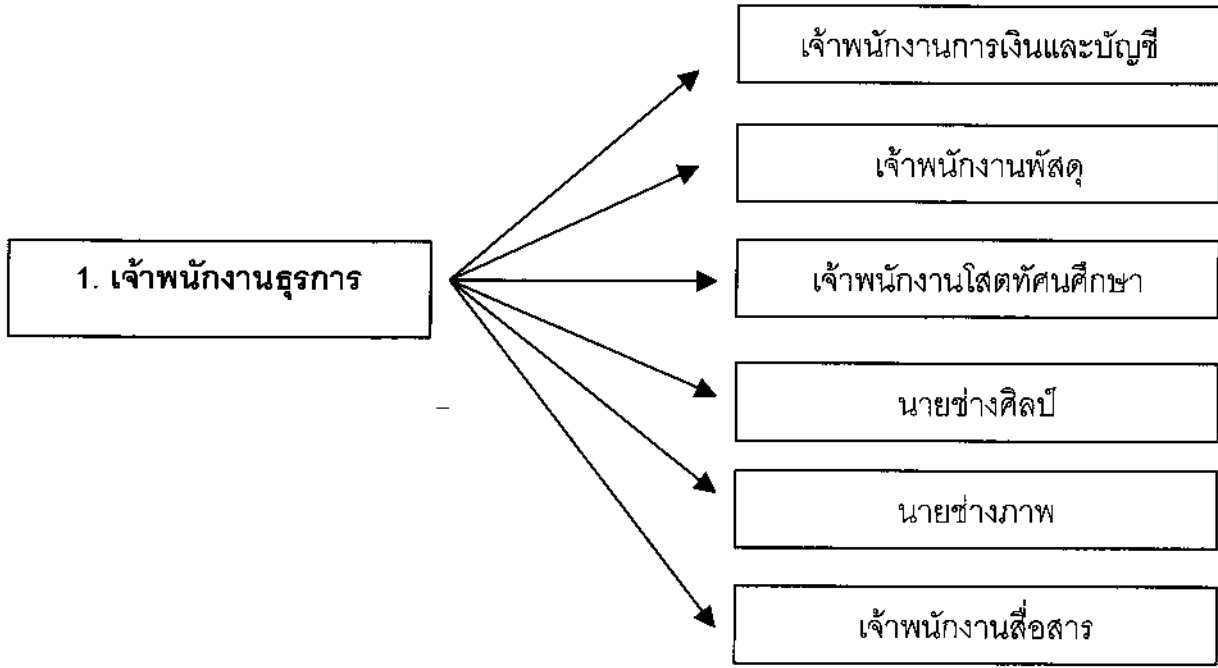 เจ้าพนักงานการเงินและบัญชี
เจ้าพนักงานพัสดุ
1. เจ้าพนักงานธุรการ
เจ้าพนักงานโสตทัศนศึกษา
นายช่างศิลป์
นายช่างภาพ
เจ้าพนักงานสื่อสาร